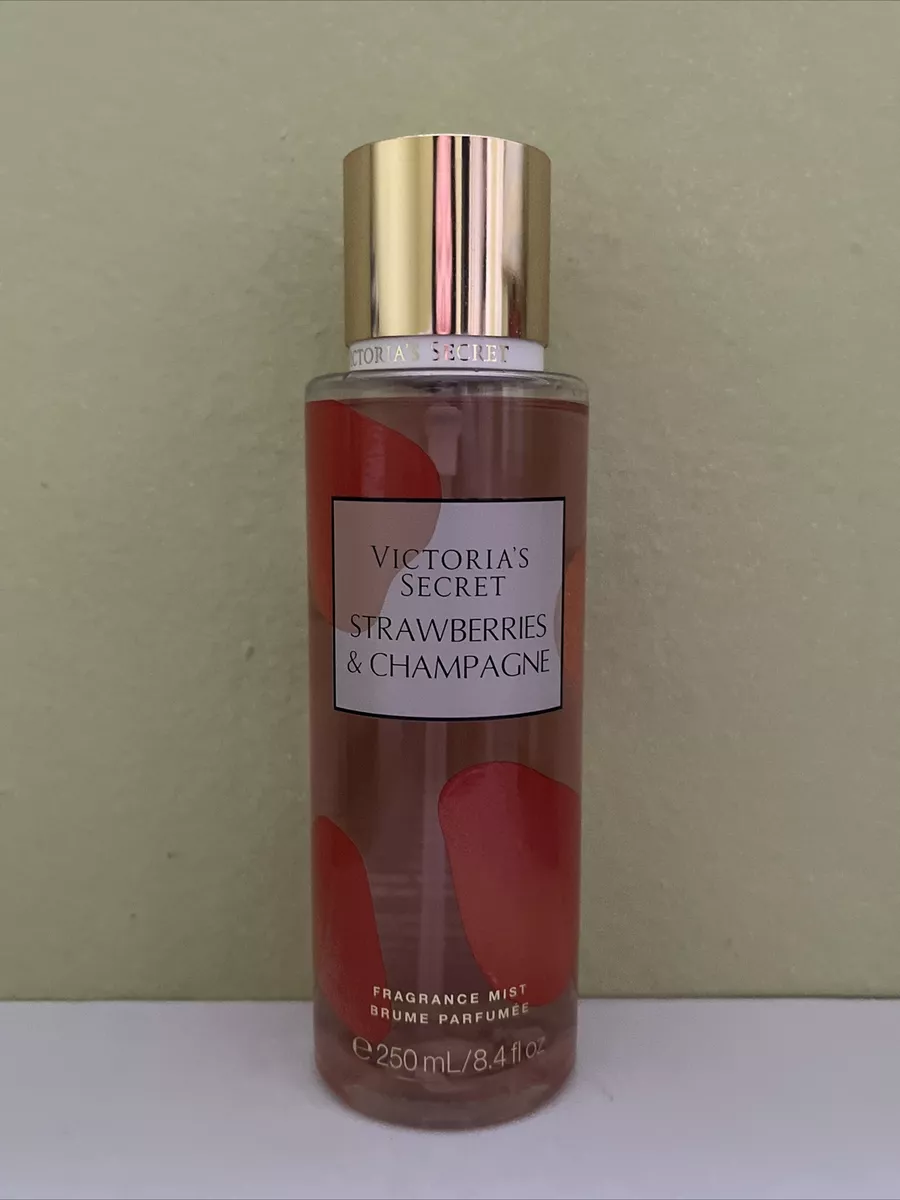 VICTORIA'S SECRET
VICTORIA'S
SECRET
STRAWBERRIES
& CHAMPAGNE
FRAGRANCE MIST
BRUME PARFUMÉE
℮ 250 mL/8.4 fl oz